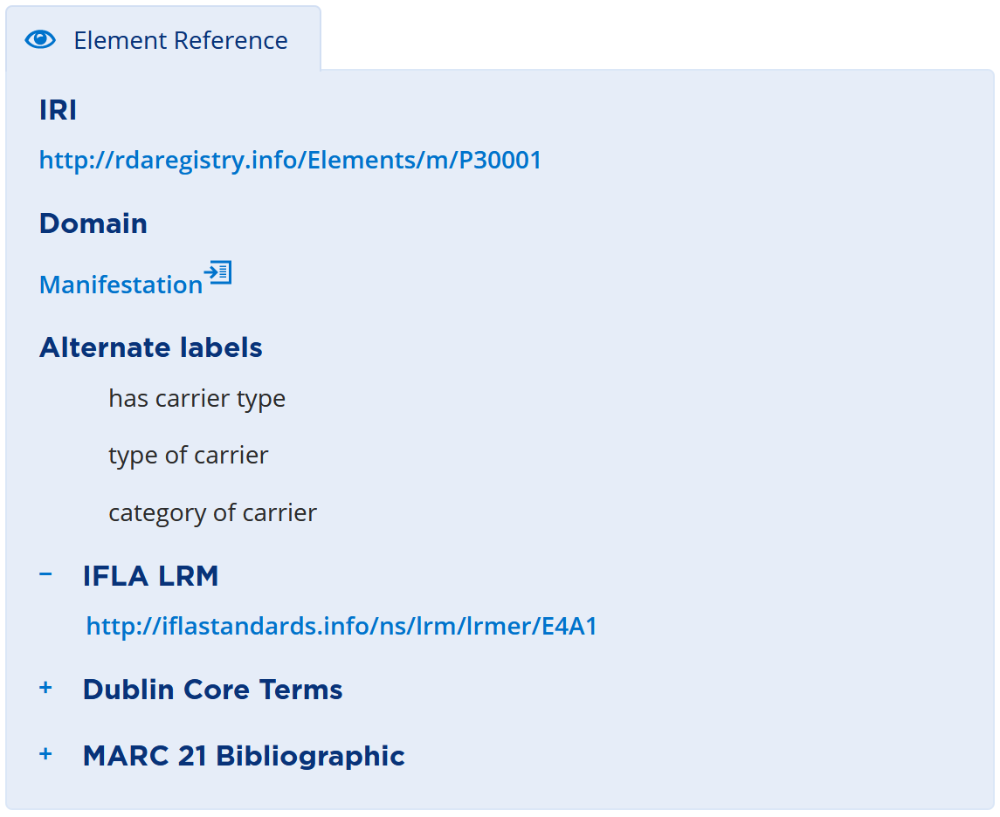 Element Reference
IRI
http://rdaregistry.info/Elements/m/P30001
Domain
Manifestation
Alternate labels
has carrier type
type of carrier
category of carrier
− IFLA LRM
http://iflastandards.info/ns/lrm/lrmer/E4A1
+ Dublin Core Terms
+ MARC 21 Bibliographic